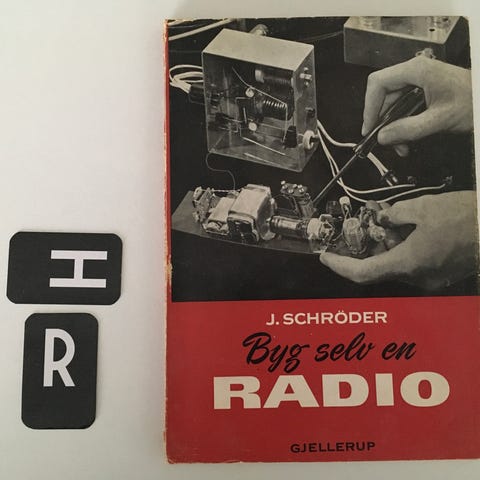 H
R
J. SCHRÖDER
Byg selv en
RADIO
GJELLERUP